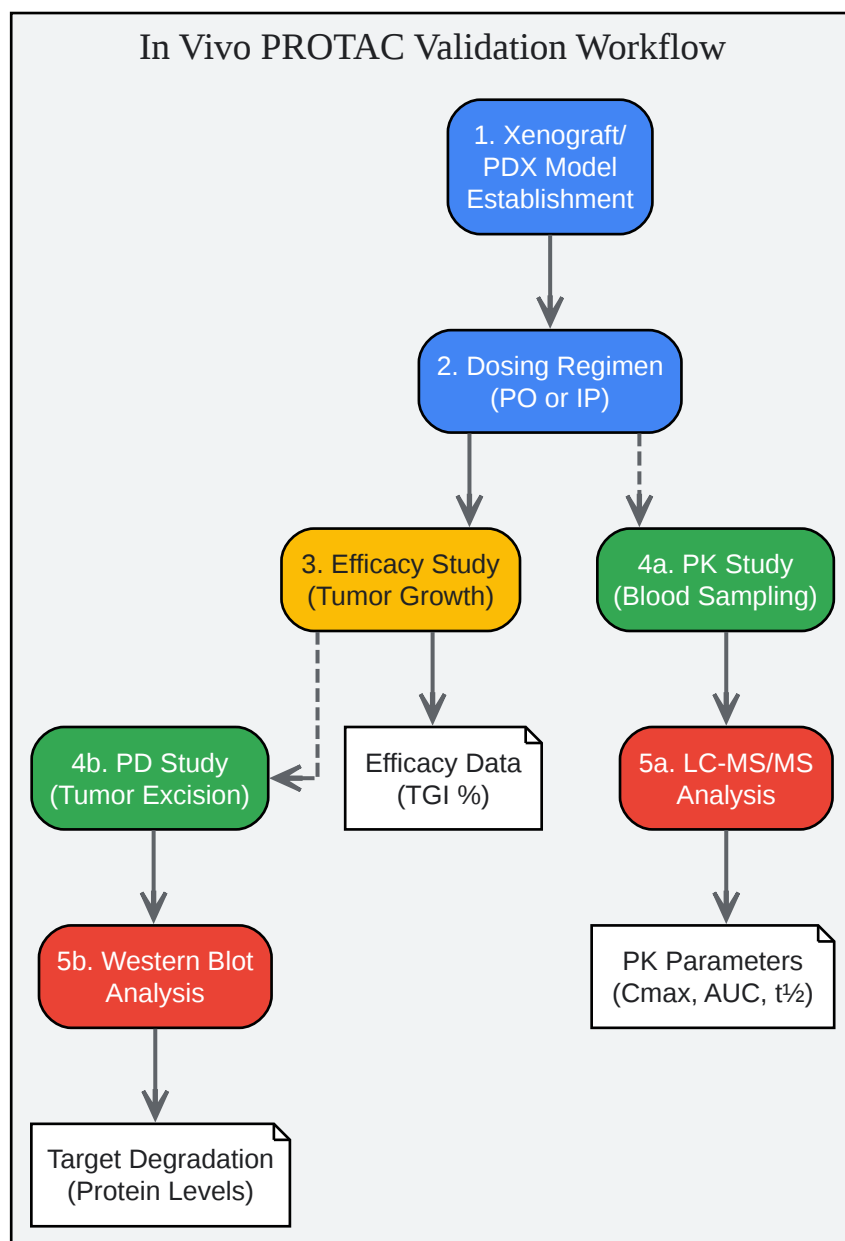 In Vivo PROTAC Validation Workflow
1. Xenograft/
PDX Model
Establishment
2. Dosing Regimen
(PO or IP)
3. Efficacy Study
(Tumor Growth)
4a. PK Study
(Blood Sampling)
4b. PD Study
(Tumor Excision)
Efficacy Data
(TGI %)
5a. LC-MS/MS
Analysis
5b. Western Blot
Analysis
PK Parameters
(Cmax, AUC, t½)
Target Degradation
(Protein Levels)